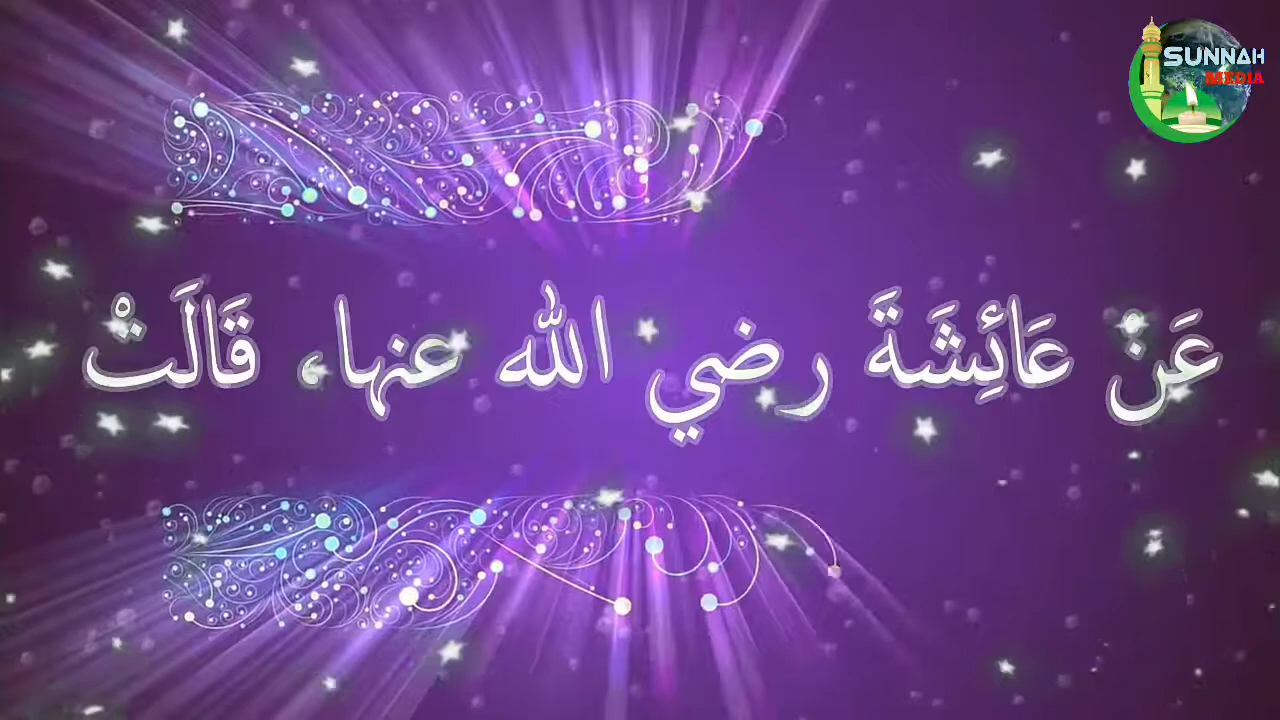 SUNNAH
MEDIA
عَنْ عَائِشَةَ رضي الله عنها، قَالَتْ